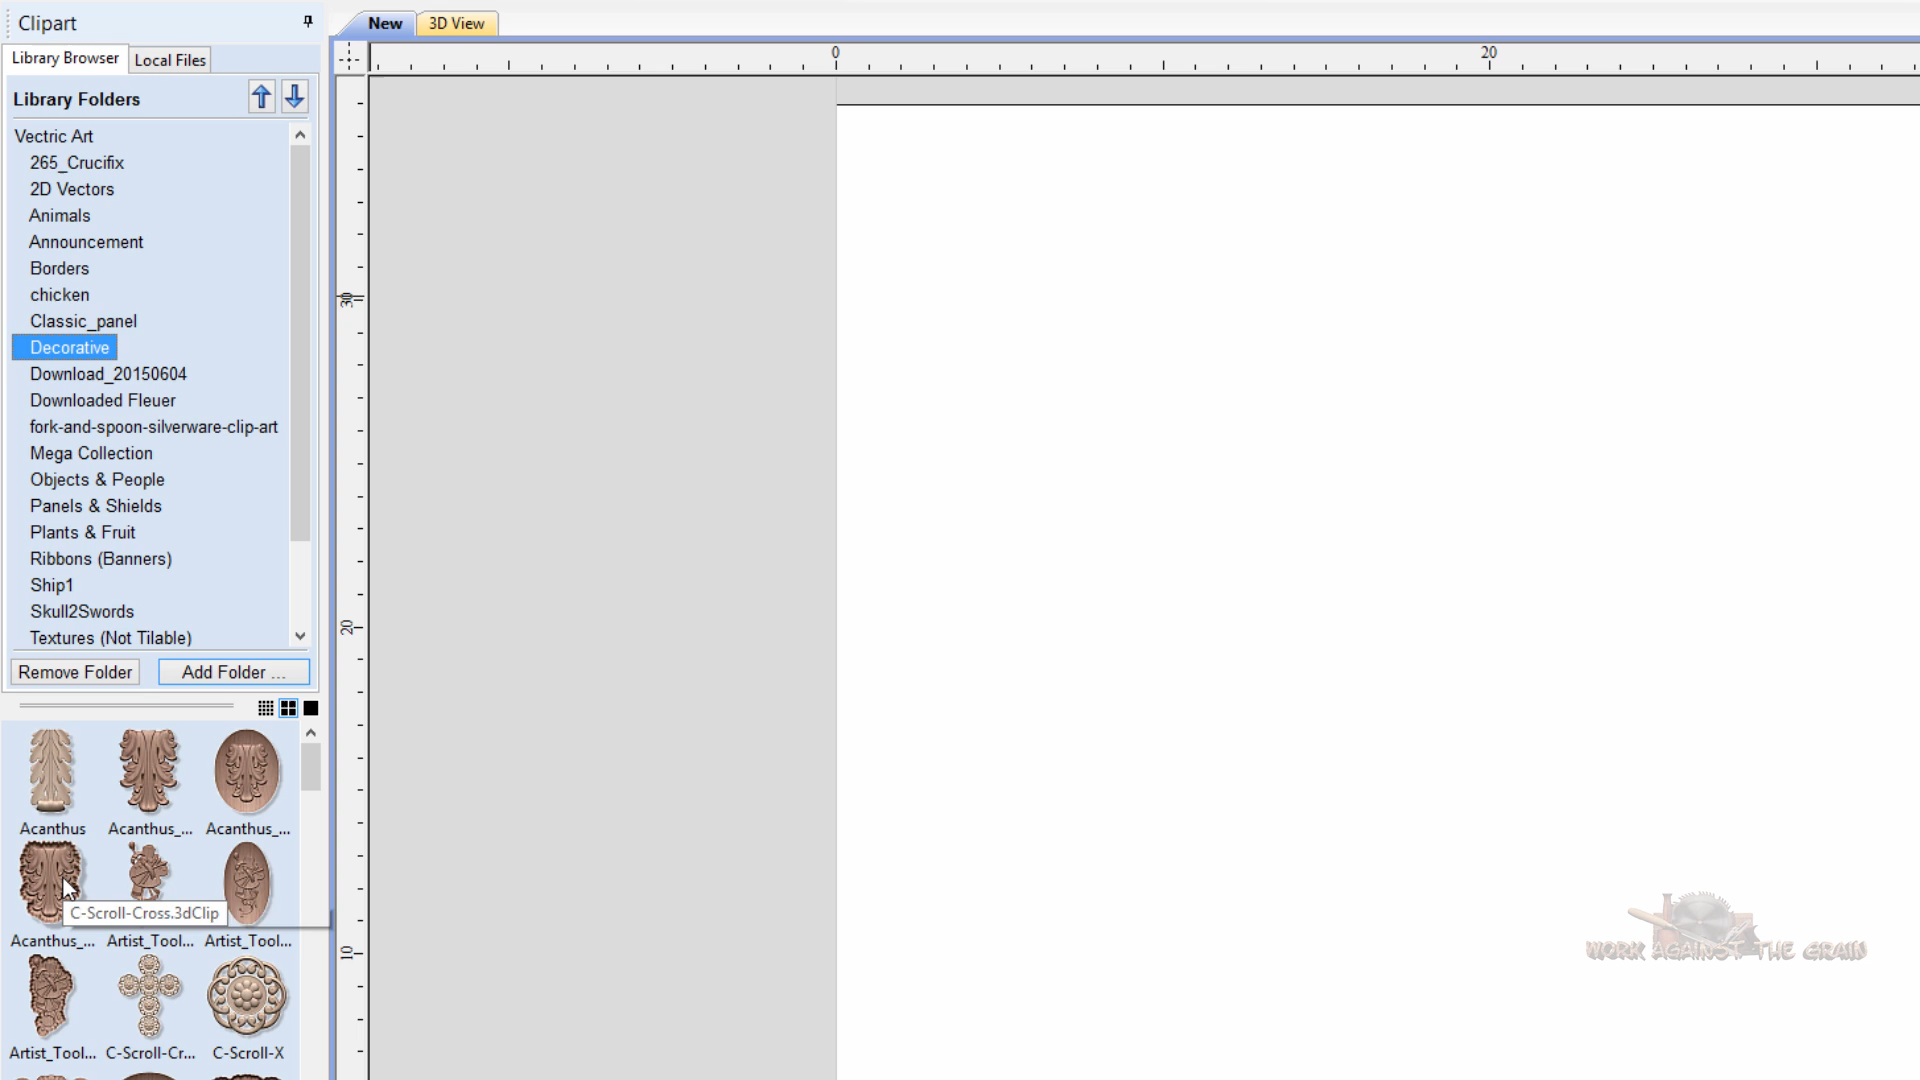 Clipart
New
3D View
Library Browser
Local Files
0
20
Library Folders
Vectric Art
265_Crucifix
2D Vectors
Animals
Announcement
Borders
chicken
Classic_panel
Decorative
Download_20150604
Downloaded Fleuer
fork-and-spoon-silverware-clip-art
Mega Collection
Objects & People
Panels & Shields
Plants & Fruit
Ribbons (Banners)
Ship1
Skull2Swords
Textures (Not Tilable)
Remove Folder
Add Folder ...
30
20
10
Acanthus
Acanthus_...
Acanthus_...
C-Scroll-Cross.3dClip
Acanthus_...
Artist_Tool...
Artist_Tool...
Artist_Tool...
C-Scroll-Cr...
C-Scroll-X
WORK AGAINST THE GRAIN